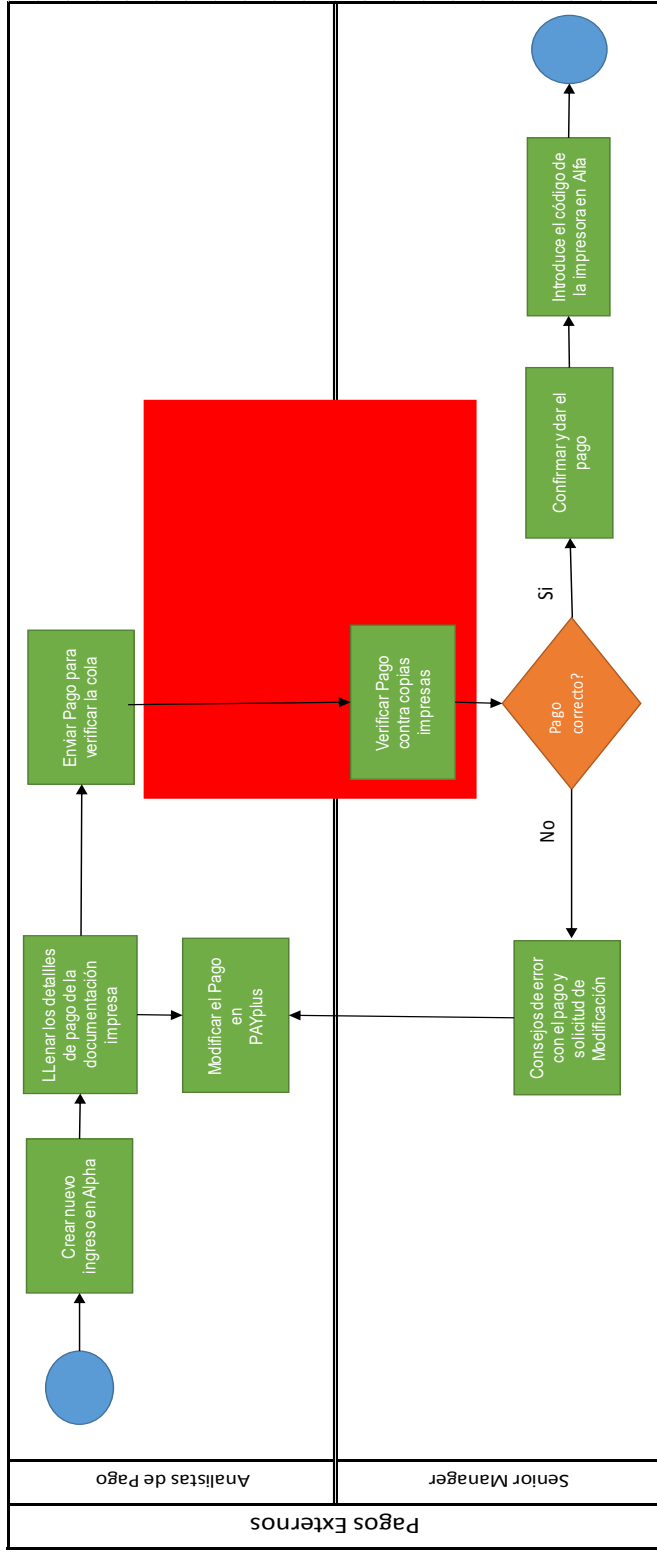 Pagos Externos
Analistas de Pago
Senior Manager
Crear nuevo
ingreso en Alpha
LLenar los detallles
de pago de la
documentación
impresa
Enviar Pago para
verificar la cola
Modificar el Pago
en
PAYplus
Verificar Pago
contra copias
impresas
Pago
correcto?
No
Si
Consejos de error
con el pago y
solicitud de
Modificación
Confirmar y dar el
pago
Introduce el código de
la impresora en Alfa